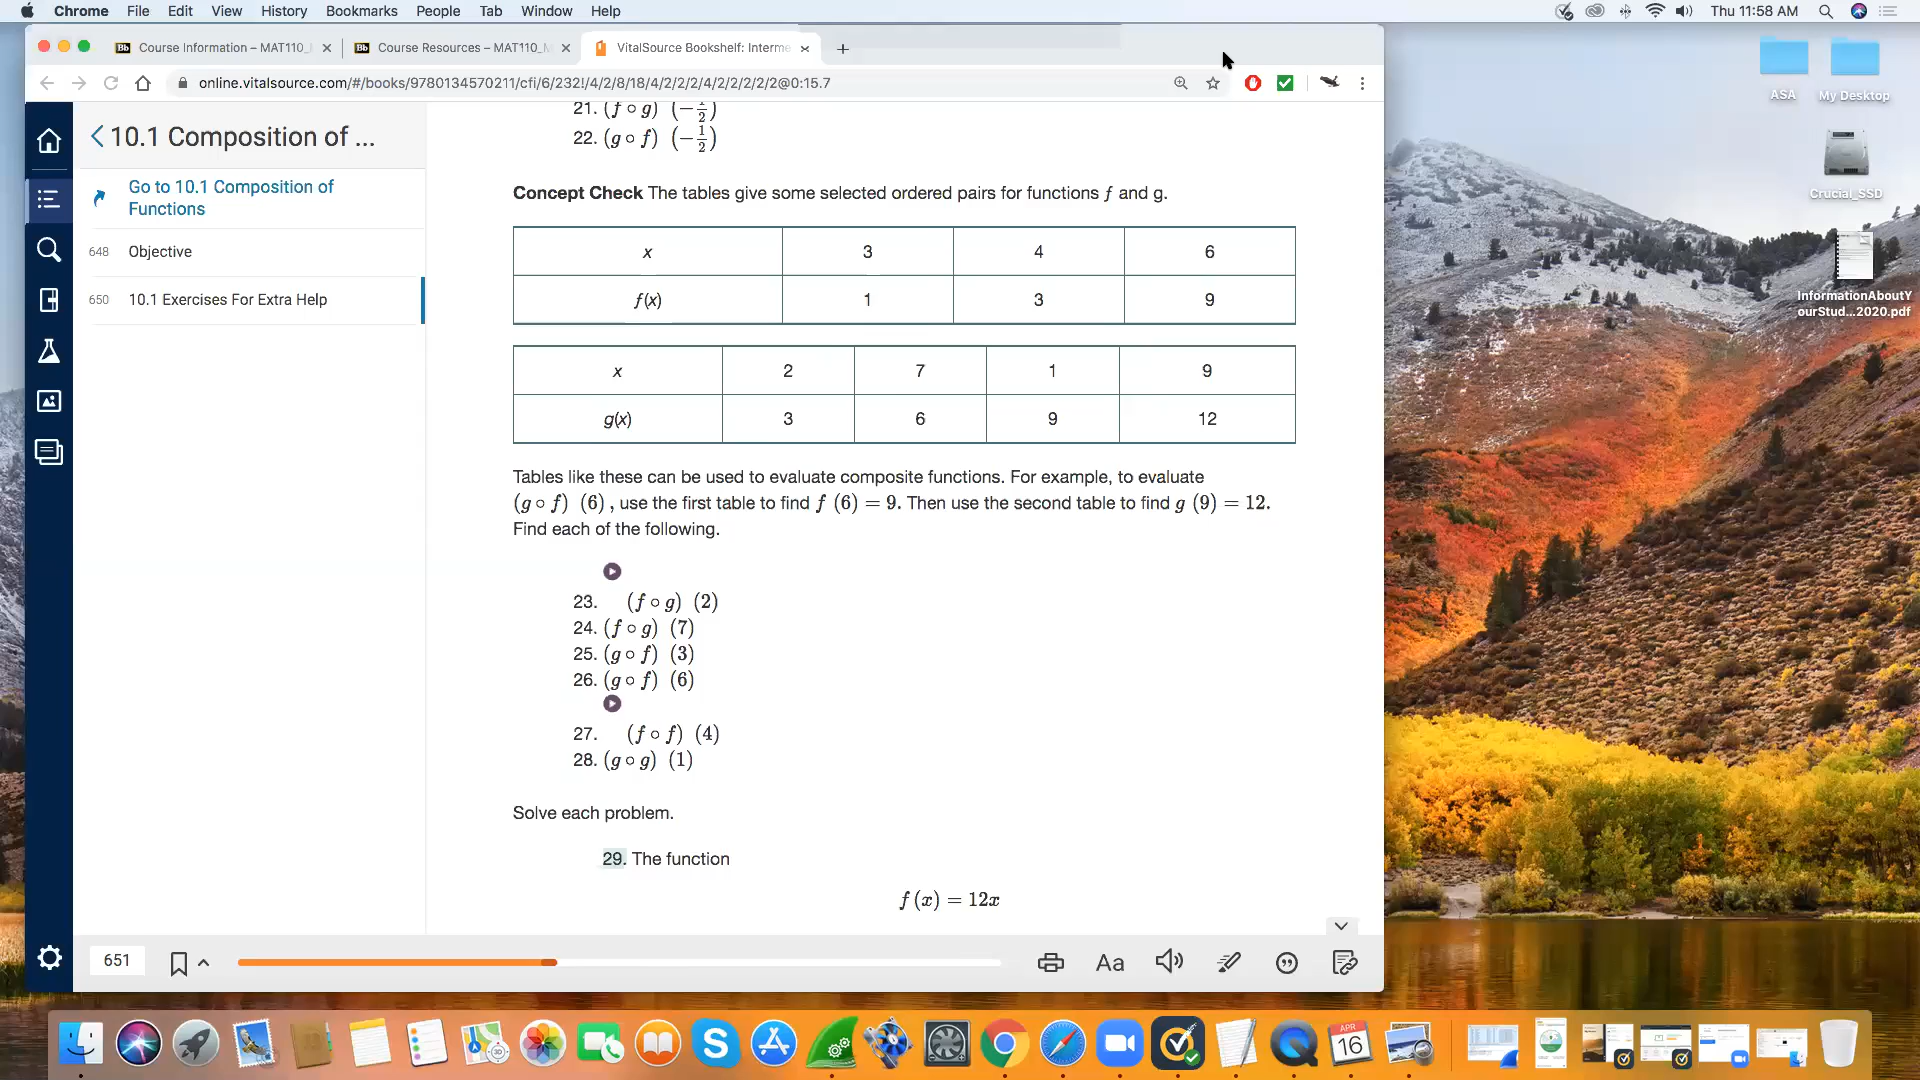 Chrome File Edit View History Bookmarks People Tab Window Help Thu 11:58 AM
Course Information – MAT110_ Course Resources – MAT110_ VitalSource Bookshelf: Interme
online.vitalsource.com/#/books/9780134570211/cfi/6/232!/4/2/8/18/4/2/2/2/4/2/2/2/2/2@0:15.7
ASA My Desktop
Crucial_SSD
InformationAboutY
ourStud...2020.pdf
10.1 Composition of ...
Go to 10.1 Composition of
Functions
648 Objective
650 10.1 Exercises For Extra Help
21. (f ∘ g) (−1/2)
22. (g ∘ f) (−1/2)
Concept Check The tables give some selected ordered pairs for functions f and g.
x 3 4 6
f(x) 1 3 9
x 2 7 1 9
g(x) 3 6 9 12
Tables like these can be used to evaluate composite functions. For example, to evaluate
(g ∘ f) (6), use the first table to find f (6) = 9. Then use the second table to find g (9) = 12.
Find each of the following.
23. (f ∘ g) (2)
24. (f ∘ g) (7)
25. (g ∘ f) (3)
26. (g ∘ f) (6)
27. (f ∘ f) (4)
28. (g ∘ g) (1)
Solve each problem.
29. The function
f (x) = 12x
651
Aa
APR
16